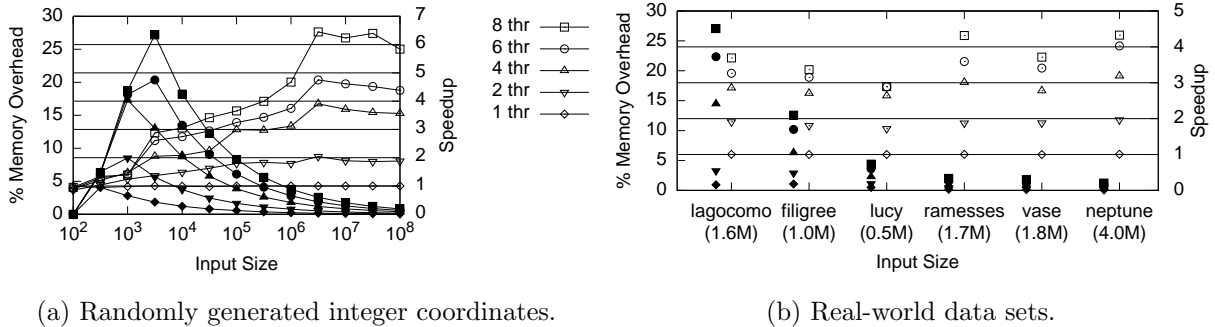 % Memory Overhead
30
25
20
15
10
5
0
10^2 10^3 10^4 10^5 10^6 10^7 10^8
Input Size
7
6
5
4
3
2
1
0
Speedup
8 thr
6 thr
4 thr
2 thr
1 thr
(a) Randomly generated integer coordinates.
% Memory Overhead
30
25
20
15
10
5
0
lagocomo filigree lucy ramesses vase neptune
(1.6M) (1.0M) (0.5M) (1.7M) (1.8M) (4.0M)
Input Size
5
4
3
2
1
0
Speedup
(b) Real-world data sets.